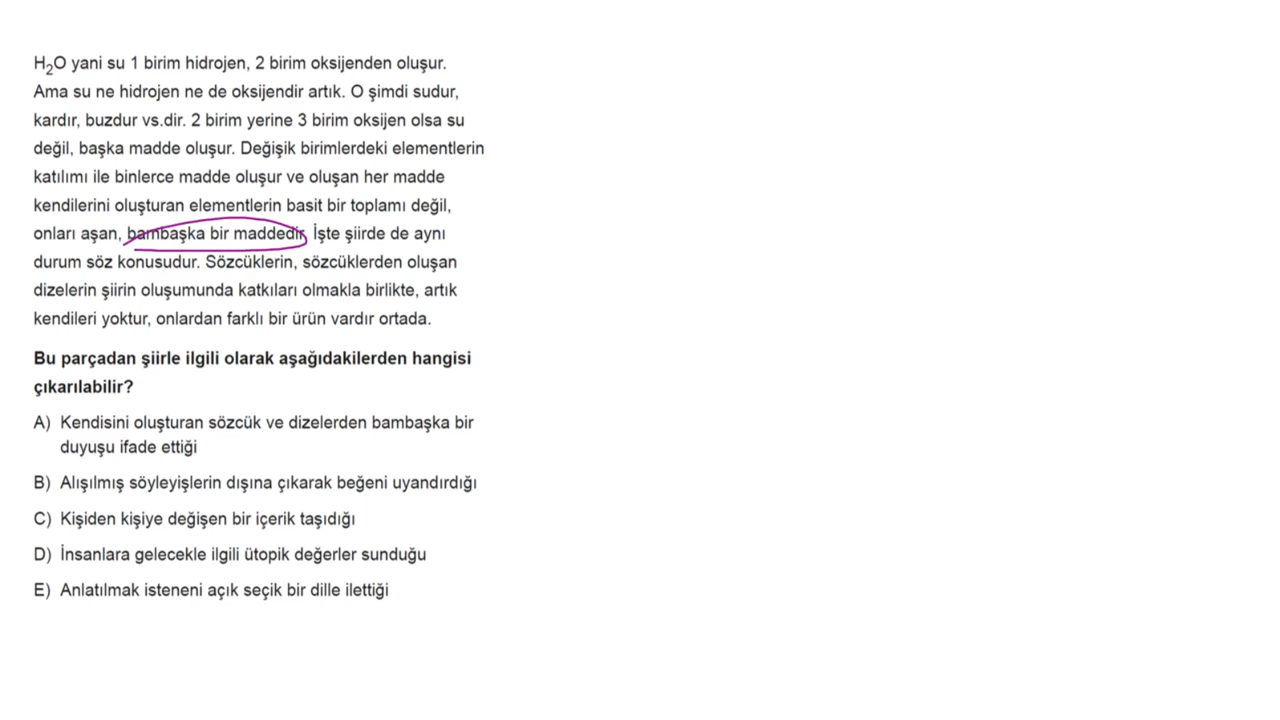 H₂O yani su 1 birim hidrojen, 2 birim oksijenden oluşur.
Ama su ne hidrojen ne de oksijendir artık. O şimdi sudur,
kardır, buzdur vs.dir. 2 birim yerine 3 birim oksijen olsa su
değil, başka madde oluşur. Değişik birimlerdeki elementlerin
katılımı ile binlerce madde oluşur ve oluşan her madde
kendilerini oluşturan elementlerin basit bir toplamı değil,
onları aşan, bambaşka bir maddedir. İşte şiirde de aynı
durum söz konusudur. Sözcüklerin, sözcüklerden oluşan
dizelerin şiirin oluşumunda katkıları olmakla birlikte, artık
kendileri yoktur, onlardan farklı bir ürün vardır ortada.
Bu parçadan şiirle ilgili olarak aşağıdakilerden hangisi
çıkarılabilir?
A) Kendisini oluşturan sözcük ve dizelerden bambaşka bir
duyuşu ifade ettiği
B) Alışılmış söyleyişlerin dışına çıkarak beğeni uyandırdığı
C) Kişiden kişiye değişen bir içerik taşıdığı
D) İnsanlara gelecekle ilgili ütopik değerler sunduğu
E) Anlatılmak isteneni açık seçik bir dille ilettiği